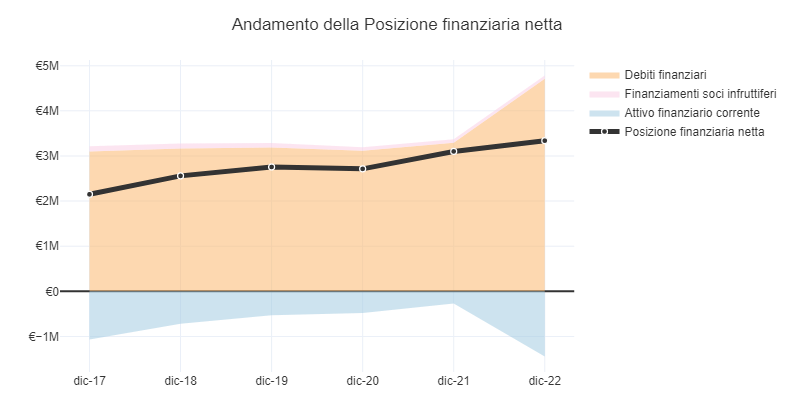 Andamento della Posizione finanziaria netta
€5M
€4M
€3M
€2M
€1M
€0
€−1M
dic-17
dic-18
dic-19
dic-20
dic-21
dic-22
Debiti finanziari
Finanziamenti soci infruttiferi
Attivo finanziario corrente
Posizione finanziaria netta